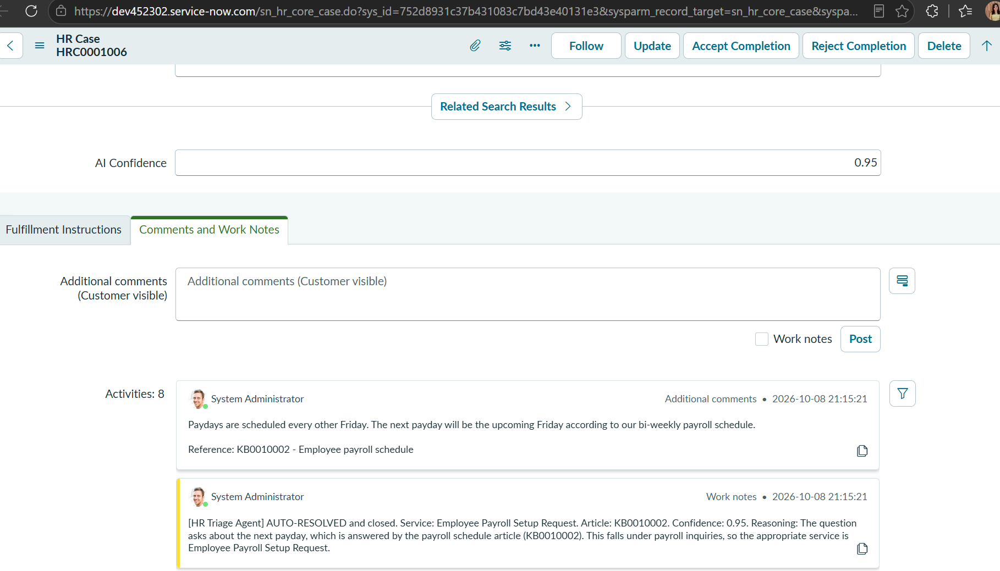 https://dev452302.service-now.com/sn_hr_core_case.do?sys_id=752d8931c37b431083c7bd43e40131e3&sysparm_record_target=sn_hr_core_case&syspa...
HR Case
HRC0001006
Follow
Update
Accept Completion
Reject Completion
Delete
Related Search Results
AI Confidence
0.95
Fulfillment Instructions
Comments and Work Notes
Additional comments
(Customer visible)
Additional comments (Customer visible)
Work notes
Post
Activities: 8
System Administrator
Additional comments • 2026-10-08 21:15:21
Paydays are scheduled every other Friday. The next payday will be the upcoming Friday according to our bi-weekly payroll schedule.
Reference: KB0010002 - Employee payroll schedule
System Administrator
Work notes • 2026-10-08 21:15:21
[HR Triage Agent] AUTO-RESOLVED and closed. Service: Employee Payroll Setup Request. Article: KB0010002. Confidence: 0.95. Reasoning: The question
asks about the next payday, which is answered by the payroll schedule article (KB0010002). This falls under payroll inquiries, so the appropriate service is
Employee Payroll Setup Request.